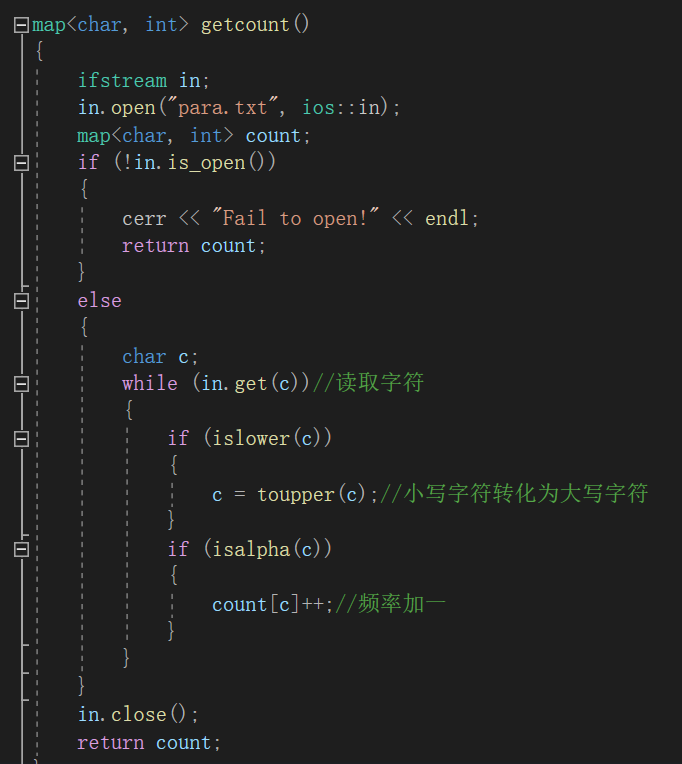 map<char, int> getcount()
{
ifstream in;
in.open("para.txt", ios::in);
map<char, int> count;
if (!in.is_open())
{
cerr << "Fail to open!" << endl;
return count;
}
else
{
char c;
while (in.get(c))//读取字符
{
if (islower(c))
{
c = toupper(c);//小写字符转化为大写字符
}
if (isalpha(c))
{
count[c]++;//频率加一
}
}
}
in.close();
return count;